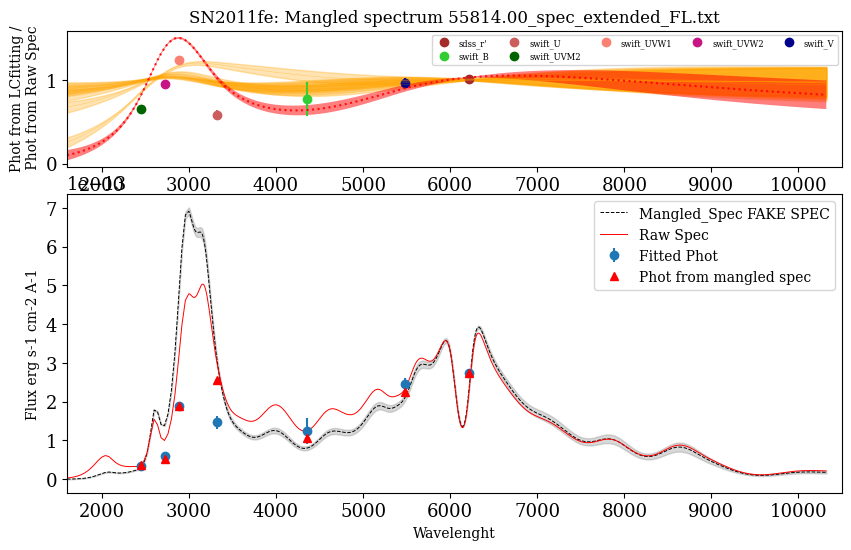 SN2011fe: Mangled spectrum 55814.00_spec_extended_FL.txt
Phot from LCfitting /
Phot from Raw Spec
sdss_r' swift_U swift_UVW1 swift_UVW2 swift_V
swift_B swift_UVM2
1
0
2000 3000 4000 5000 6000 7000 8000 9000 10000
1e−13
Flux erg s-1 cm-2 A-1
Mangled_Spec FAKE SPEC
Raw Spec
Fitted Phot
Phot from mangled spec
7
6
5
4
3
2
1
0
2000 3000 4000 5000 6000 7000 8000 9000 10000
Wavelenght